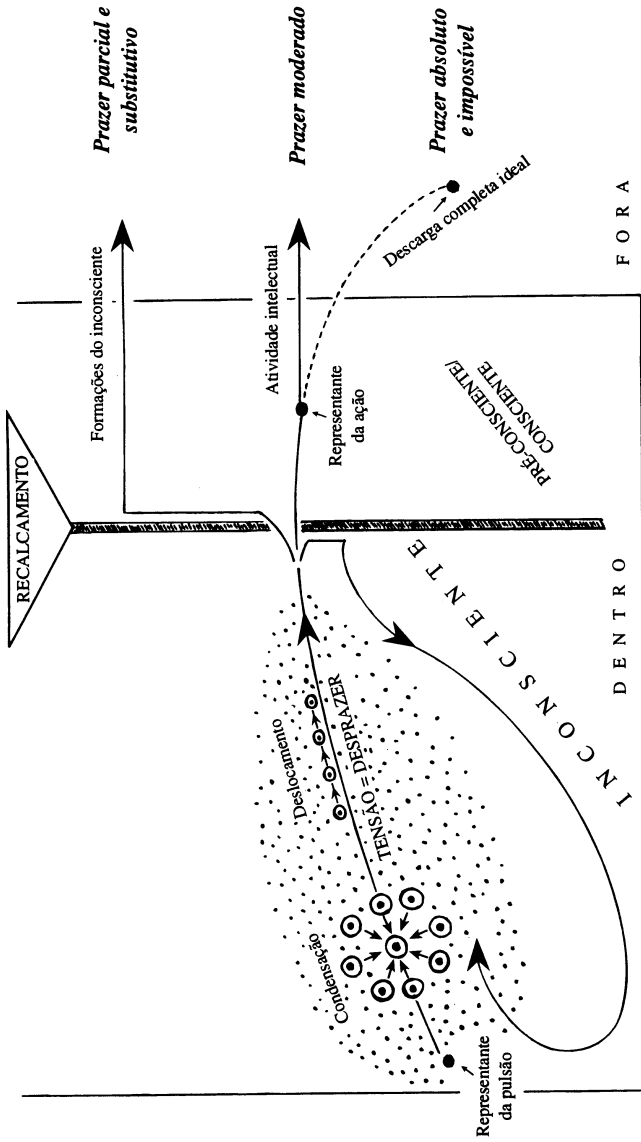 RECALCAMENTO
Formações do inconsciente
Prazer parcial e
substitutivo
Atividade intelectual
Prazer moderado
Representante
da ação
Descarga completa ideal
Prazer absoluto
e impossível
Deslocamento
TENSÃO = DESPRAZER
Condensação
Representante
da pulsão
PRÉ-CONSCIENTE/
CONSCIENTE
INCONSCIENTE
DENTRO
FORA